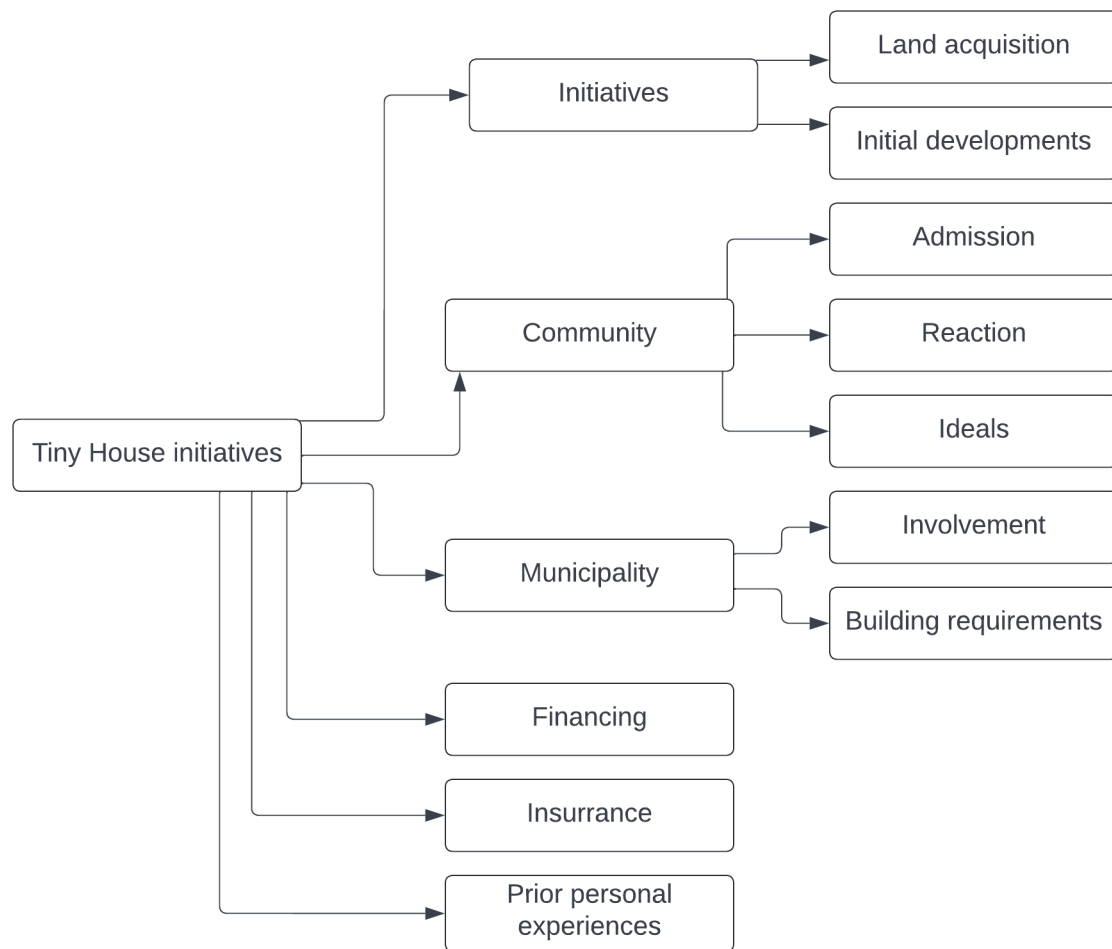 Land acquisition
Initiatives
Initial developments
Admission
Community
Reaction
Ideals
Tiny House initiatives
Involvement
Municipality
Building requirements
Financing
Insurrance
Prior personal
experiences